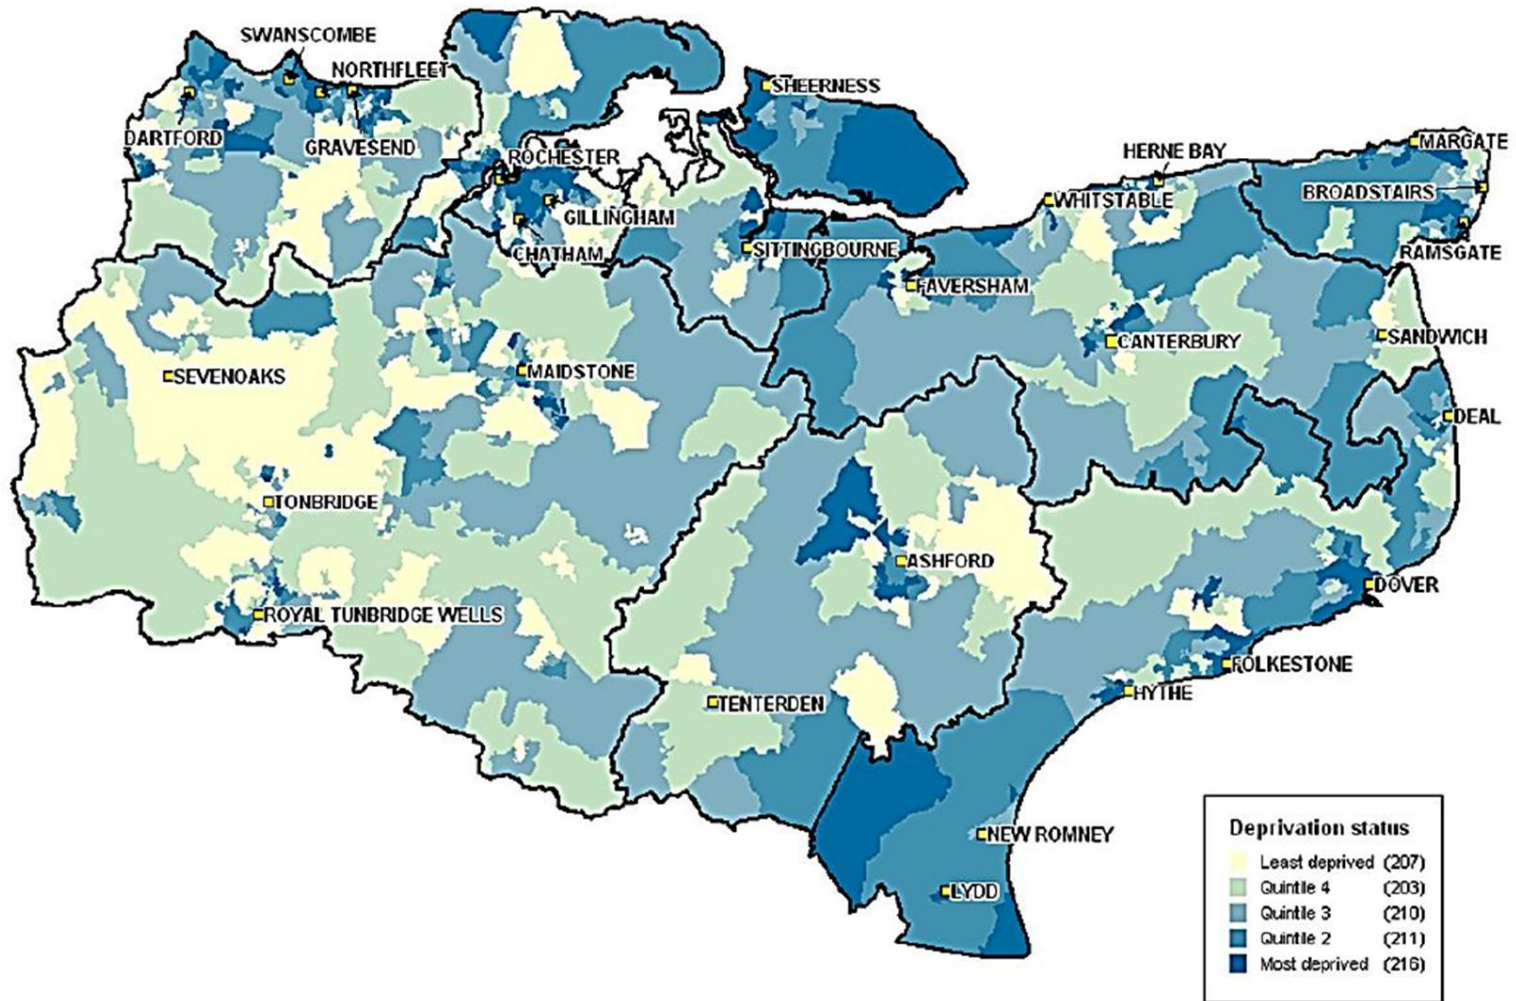 SWANSCOMBE
NORTHFLEET
SHEERNESS
DARTFORD
GRAVESEND
ROCHESTER
HERNE BAY
MARGATE
BROADSTAIRS
WHITSTABLE
GILLINGHAM
CHATHAM
SITTINGBOURNE
RAMSGATE
FAVERSHAM
CANTERBURY
SANDWICH
SEVENOAKS
MAIDSTONE
DEAL
TONBRIDGE
ASHFORD
DOVER
ROYAL TUNBRIDGE WELLS
FOLKESTONE
HYTHE
TENTERDEN
NEW ROMNEY
LYDD
Deprivation status
Least deprived (207)
Quintile 4 (203)
Quintile 3 (210)
Quintile 2 (211)
Most deprived (216)